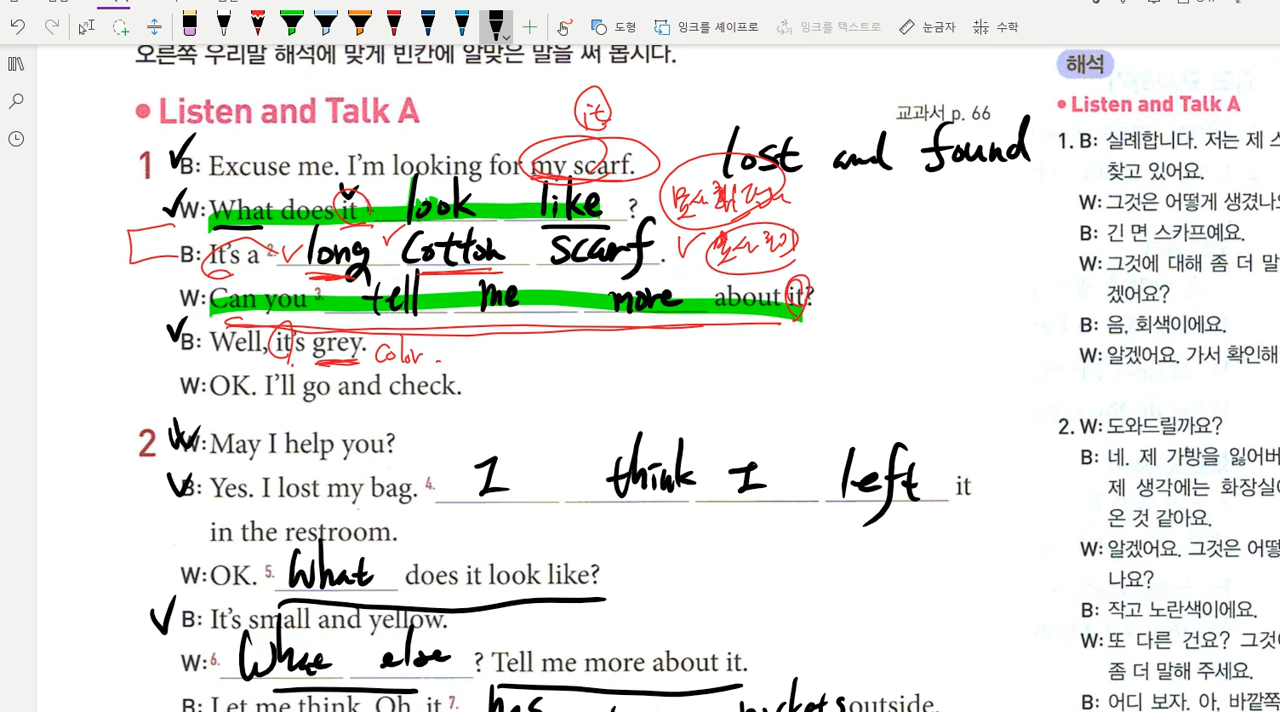 도형 잉크를 셰이프로 잉크를 텍스트로 눈금자 수학
오른쪽 우리말 해석에 맞게 빈칸에 알맞은 말을 써 봅시다.
• Listen and Talk A
교과서 p. 66
it
lost and found
1 B: Excuse me. I'm looking for my scarf.
W: What does it 1. look like ?
B: It's a 2. long cotton scarf.
W: Can you 3. tell me more about it?
B: Well, it's grey.
color.
W: OK. I'll go and check.
2 W: May I help you?
B: Yes. I lost my bag. 4. I think I left it
in the restroom.
W: OK. 5. What does it look like?
B: It's small and yellow.
W: 6. What else ? Tell me more about it.
B: Let me think. Oh, it 7. has pockets outside.
해석
• Listen and Talk A
1. B: 실례합니다. 저는 제 스
찾고 있어요.
W: 그것은 어떻게 생겼나요
B: 긴 면 스카프예요.
W: 그것에 대해 좀 더 말
겠어요?
B: 음, 회색이에요.
W: 알겠어요. 가서 확인해
2. W: 도와드릴까요?
B: 네. 제 가방을 잃어버
제 생각에는 화장실에
온 것 같아요.
W: 알겠어요. 그것은 어떻
나요?
B: 작고 노란색이에요.
W: 또 다른 건요? 그것에
좀 더 말해 주세요.
B: 어디 보자. 아, 바깥쪽